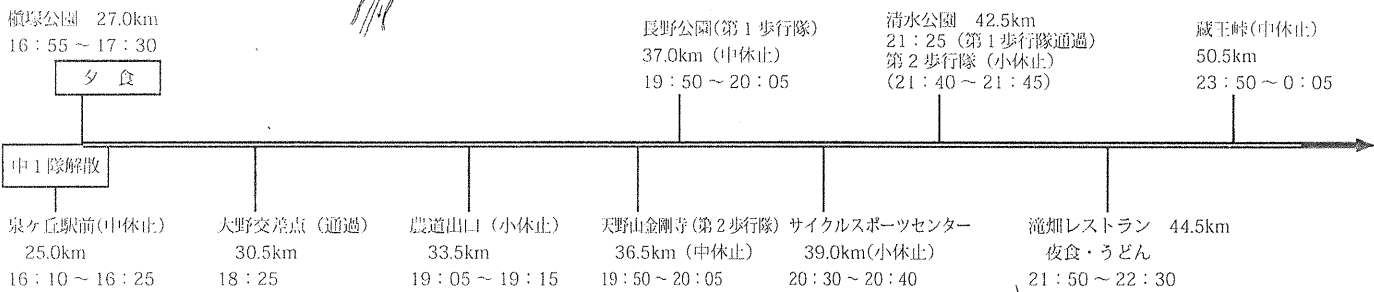 槇塚公園 27.0km
16：55～17：30
夕 食
長野公園(第１歩行隊)
37.0km（中休止）
19：50～20：05
清水公園 42.5km
21：25（第１歩行隊通過）
第２歩行隊（小休止）
(21：40～21：45)
蔵王峠(中休止)
50.5km
23：50～0：05
中１隊解散
泉ヶ丘駅前(中休止)
25.0km
16：10～16：25
大野交差点（通過）
30.5km
18：25
農道出口（小休止）
33.5km
19：05～19：15
天野山金剛寺(第２歩行隊)
36.5km（中休止）
19：50～20：05
サイクルスポーツセンター
39.0km(小休止)
20：30～20：40
滝畑レストラン 44.5km
夜食・うどん
21：50～22：30